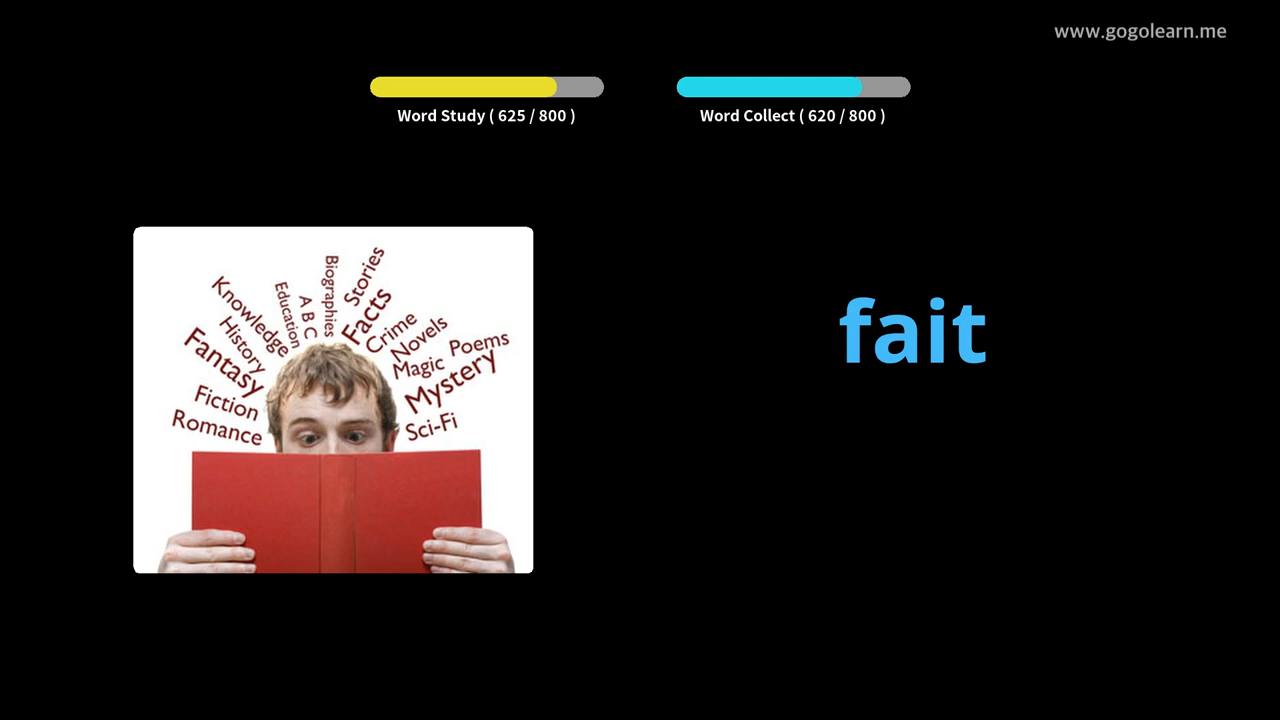 www.gogolearn.me
Word Study ( 625 / 800 )
Word Collect ( 620 / 800 )
Biographies
Stories
Education
A B C
Facts
Knowledge
Crime
History
Novels
Fantasy
Magic
Poems
Mystery
Fiction
Romance
Sci-Fi
fait